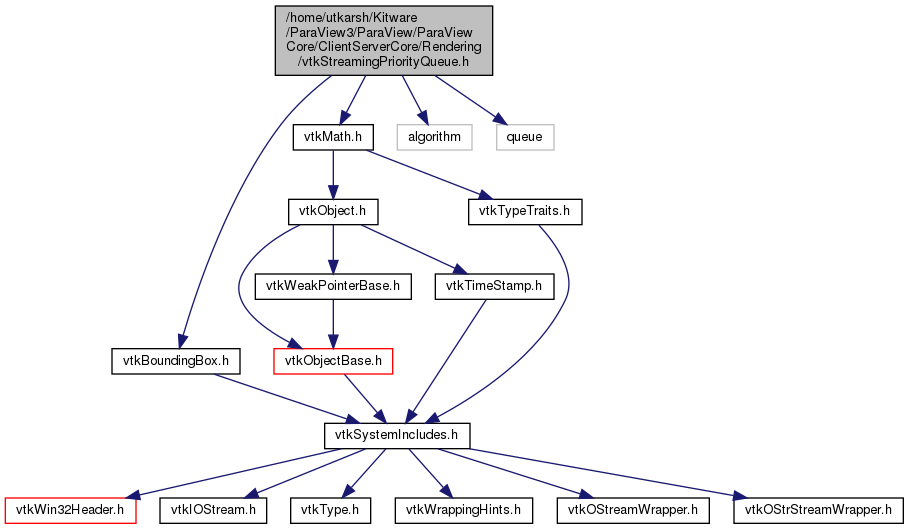 /home/utkarsh/Kitware
/ParaView3/ParaView/ParaView
Core/ClientServerCore/Rendering
/vtkStreamingPriorityQueue.h
vtkMath.h
algorithm
queue
vtkObject.h
vtkTypeTraits.h
vtkWeakPointerBase.h
vtkTimeStamp.h
vtkBoundingBox.h
vtkObjectBase.h
vtkSystemIncludes.h
vtkWin32Header.h
vtkIOStream.h
vtkType.h
vtkWrappingHints.h
vtkOStreamWrapper.h
vtkOStrStreamWrapper.h